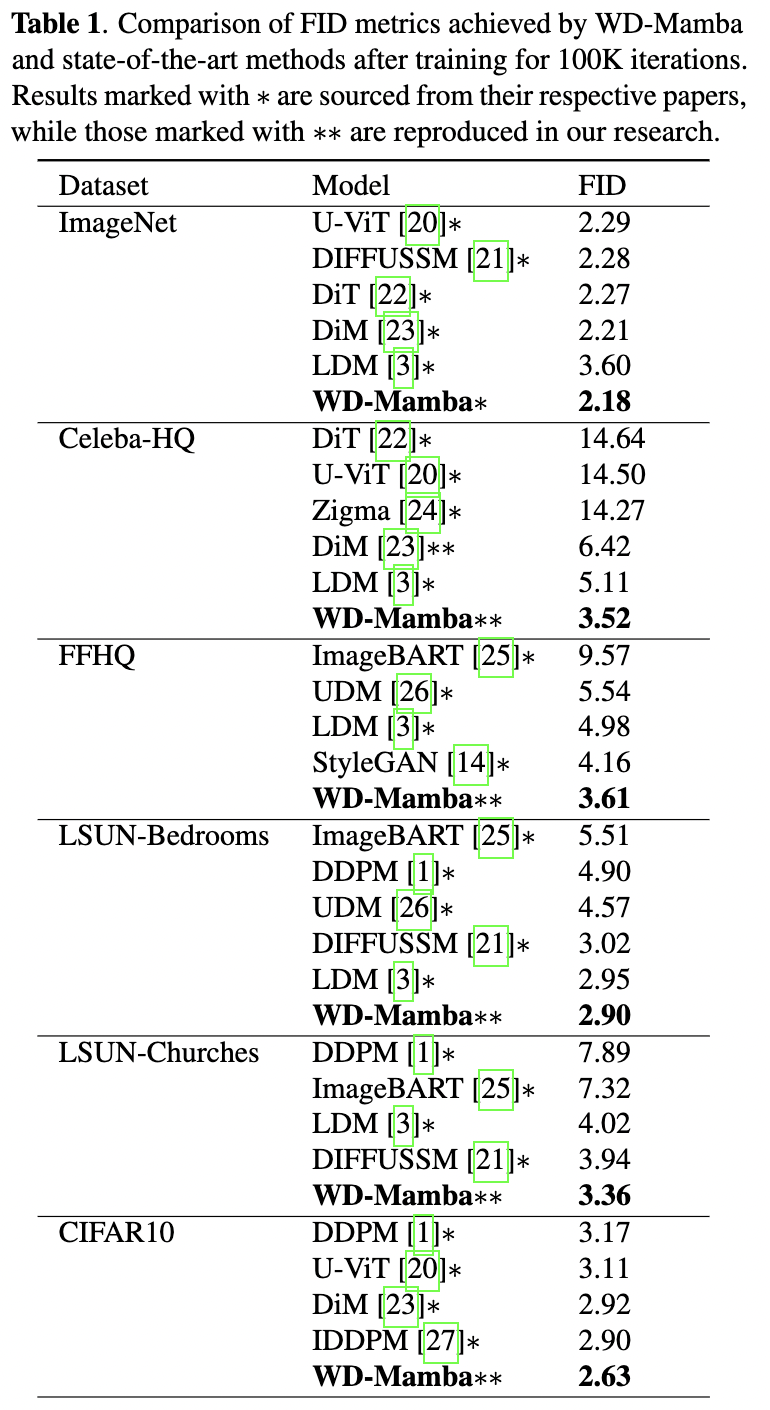 Table 1. Comparison of FID metrics achieved by WD-Mamba
and state-of-the-art methods after training for 100K iterations.
Results marked with ∗ are sourced from their respective papers,
while those marked with ∗∗ are reproduced in our research.
Dataset Model FID
ImageNet U-ViT [20]∗ 2.29
DIFFUSSM [21]∗ 2.28
DiT [22]∗ 2.27
DiM [23]∗ 2.21
LDM [3]∗ 3.60
WD-Mamba∗ 2.18
Celeba-HQ DiT [22]∗ 14.64
U-ViT [20]∗ 14.50
Zigma [24]∗ 14.27
DiM [23]∗∗ 6.42
LDM [3]∗ 5.11
WD-Mamba∗∗ 3.52
FFHQ ImageBART [25]∗ 9.57
UDM [26]∗ 5.54
LDM [3]∗ 4.98
StyleGAN [14]∗ 4.16
WD-Mamba∗∗ 3.61
LSUN-Bedrooms ImageBART [25]∗ 5.51
DDPM [1]∗ 4.90
UDM [26]∗ 4.57
DIFFUSSM [21]∗ 3.02
LDM [3]∗ 2.95
WD-Mamba∗∗ 2.90
LSUN-Churches DDPM [1]∗ 7.89
ImageBART [25]∗ 7.32
LDM [3]∗ 4.02
DIFFUSSM [21]∗ 3.94
WD-Mamba∗∗ 3.36
CIFAR10 DDPM [1]∗ 3.17
U-ViT [20]∗ 3.11
DiM [23]∗ 2.92
IDDPM [27]∗ 2.90
WD-Mamba∗∗ 2.63